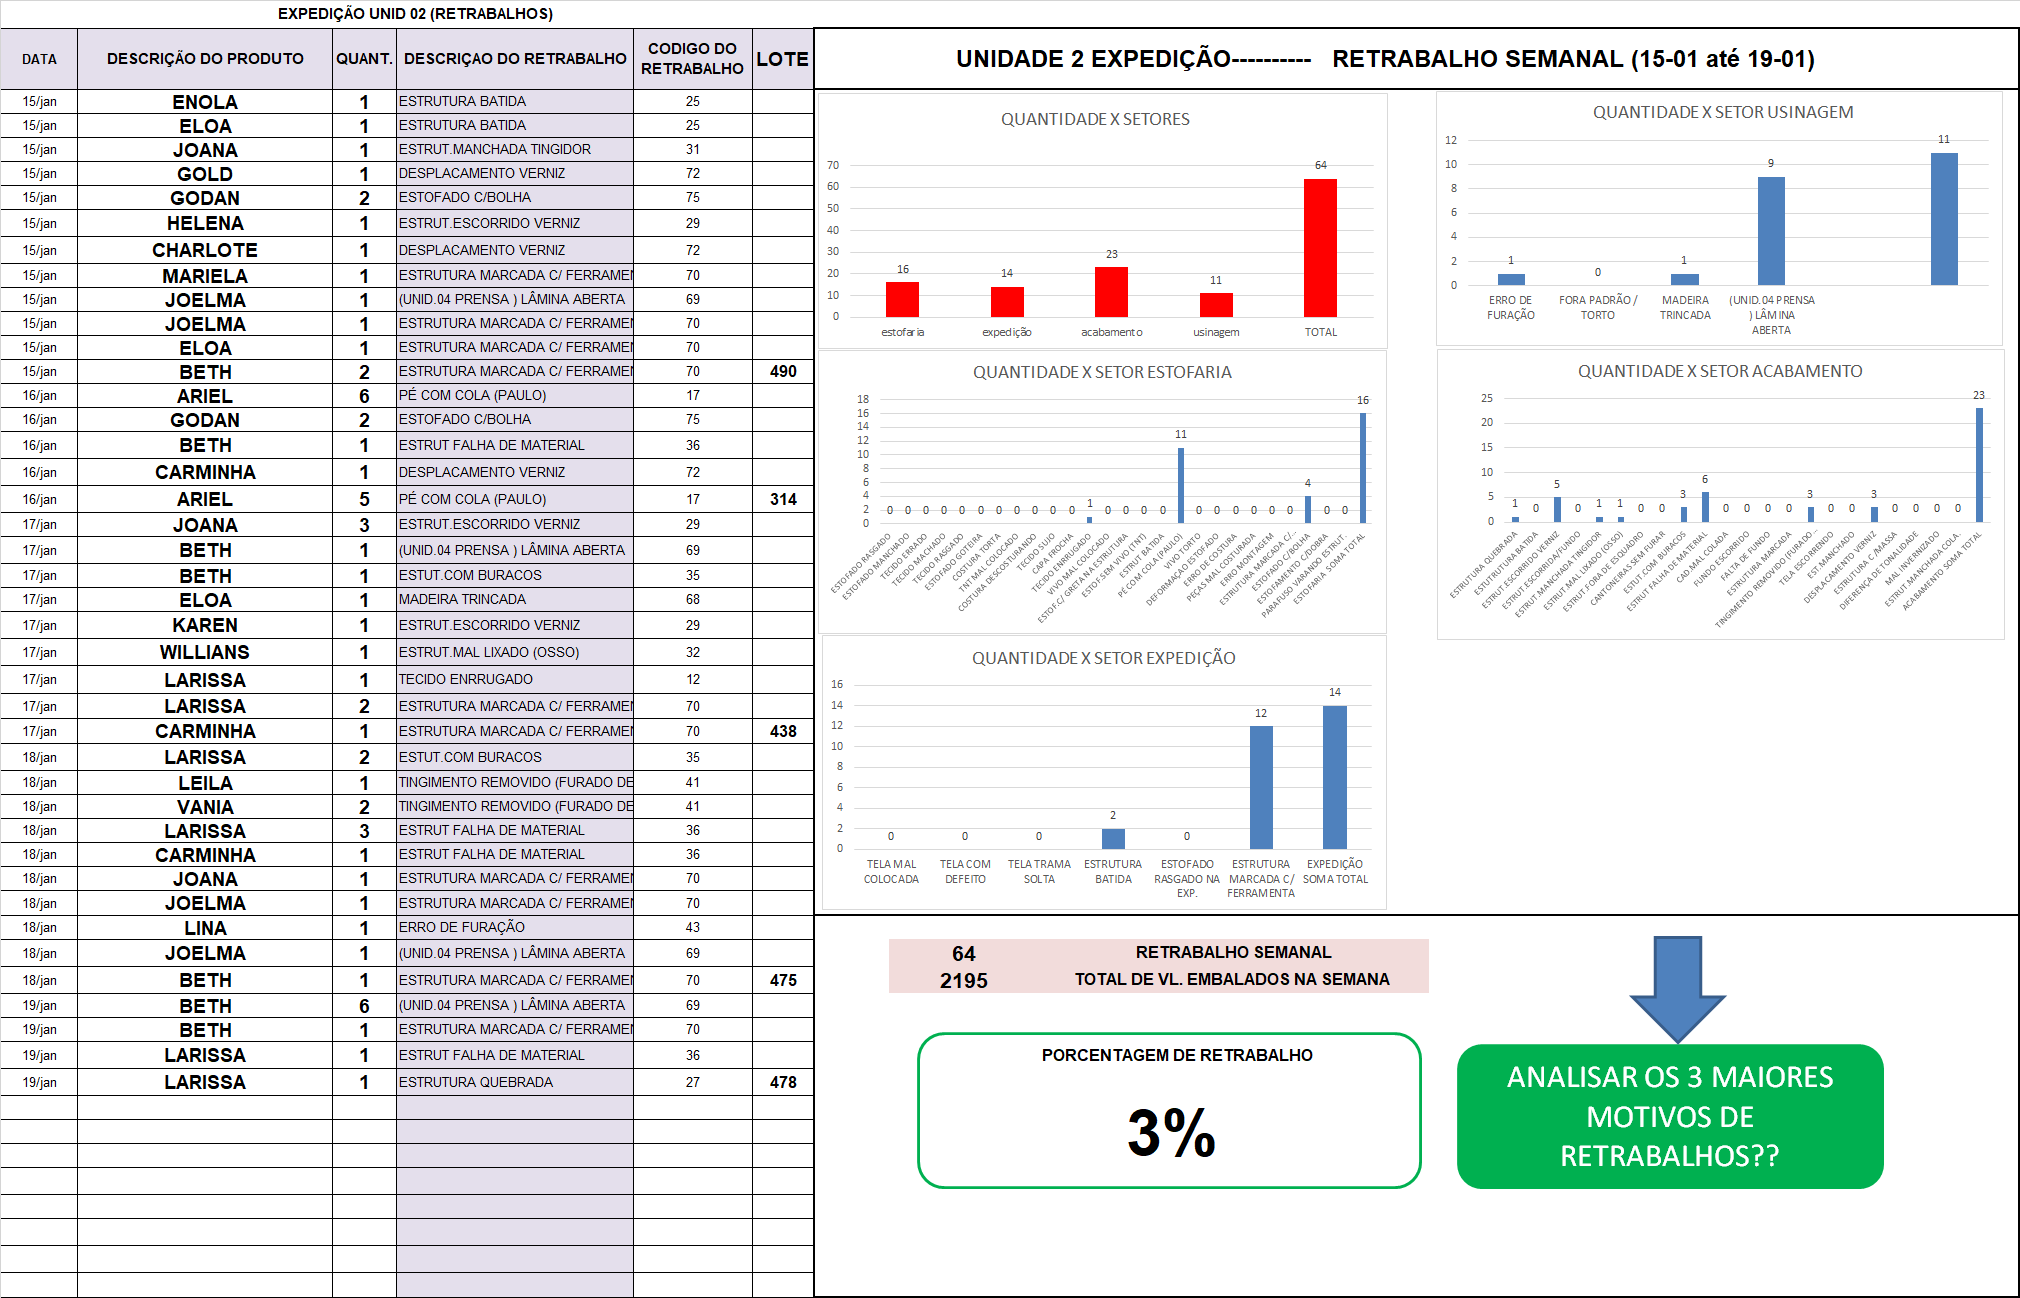 EXPEDIÇÃO UNID 02 (RETRABALHOS)
DATA DESCRIÇÃO DO PRODUTO QUANT. DESCRIÇAO DO RETRABALHO CODIGO DO RETRABALHO LOTE
15/jan ENOLA 1 ESTRUTURA BATIDA 25
15/jan ELOA 1 ESTRUTURA BATIDA 25
15/jan JOANA 1 ESTRUT.MANCHADA TINGIDOR 31
15/jan GOLD 1 DESPLACAMENTO VERNIZ 72
15/jan GODAN 2 ESTOFADO C/BOLHA 75
15/jan HELENA 1 ESTRUT.ESCORRIDO VERNIZ 29
15/jan CHARLOTE 1 DESPLACAMENTO VERNIZ 72
15/jan MARIELA 1 ESTRUTURA MARCADA C/ FERRAMEN 70
15/jan JOELMA 1 (UNID.04 PRENSA ) LÂMINA ABERTA 69
15/jan JOELMA 1 ESTRUTURA MARCADA C/ FERRAMEN 70
15/jan ELOA 1 ESTRUTURA MARCADA C/ FERRAMEN 70
15/jan BETH 2 ESTRUTURA MARCADA C/ FERRAMEN 70 490
16/jan ARIEL 6 PÉ COM COLA (PAULO) 17
16/jan GODAN 2 ESTOFADO C/BOLHA 75
16/jan BETH 1 ESTRUT FALHA DE MATERIAL 36
16/jan CARMINHA 1 DESPLACAMENTO VERNIZ 72
16/jan ARIEL 5 PÉ COM COLA (PAULO) 17 314
17/jan JOANA 3 ESTRUT.ESCORRIDO VERNIZ 29
17/jan BETH 1 (UNID.04 PRENSA ) LÂMINA ABERTA 69
17/jan BETH 1 ESTUT.COM BURACOS 35
17/jan ELOA 1 MADEIRA TRINCADA 68
17/jan KAREN 1 ESTRUT.ESCORRIDO VERNIZ 29
17/jan WILLIANS 1 ESTRUT.MAL LIXADO (OSSO) 32
17/jan LARISSA 1 TECIDO ENRRUGADO 12
17/jan LARISSA 2 ESTRUTURA MARCADA C/ FERRAMEN 70
17/jan CARMINHA 1 ESTRUTURA MARCADA C/ FERRAMEN 70 438
18/jan LARISSA 2 ESTUT.COM BURACOS 35
18/jan LEILA 1 TINGIMENTO REMOVIDO (FURADO DE 41
18/jan VANIA 2 TINGIMENTO REMOVIDO (FURADO DE 41
18/jan LARISSA 3 ESTRUT FALHA DE MATERIAL 36
18/jan CARMINHA 1 ESTRUT FALHA DE MATERIAL 36
18/jan JOANA 1 ESTRUTURA MARCADA C/ FERRAMEN 70
18/jan JOELMA 1 ESTRUTURA MARCADA C/ FERRAMEN 70
18/jan LINA 1 ERRO DE FURAÇÃO 43
18/jan JOELMA 1 (UNID.04 PRENSA ) LÂMINA ABERTA 69
18/jan BETH 1 ESTRUTURA MARCADA C/ FERRAMEN 70 475
19/jan BETH 6 (UNID.04 PRENSA ) LÂMINA ABERTA 69
19/jan BETH 1 ESTRUTURA MARCADA C/ FERRAMEN 70
19/jan LARISSA 1 ESTRUT FALHA DE MATERIAL 36
19/jan LARISSA 1 ESTRUTURA QUEBRADA 27 478
UNIDADE 2 EXPEDIÇÃO---------- RETRABALHO SEMANAL (15-01 até 19-01)
QUANTIDADE X SETORES
70
60
50
40
30
20
10
0
16 14 23 11 64
estofaria expedição acabamento usinagem TOTAL
QUANTIDADE X SETOR USINAGEM
12
10
8
6
4
2
0
1 0 1 9 11
ERRO DE FURAÇÃO
FORA PADRÃO / TORTO
MADEIRA TRINCADA
(UNID.04 PRENSA ) LÂMINA ABERTA
QUANTIDADE X SETOR ESTOFARIA
18
16
14
12
10
8
6
4
2
0
0 0 0 0 0 0 0 0 0 0 0 1 0 0 0 0 11 0 0 0 0 0 0 4 0 0 16
ESTOFADO RASGADO
ESTOFADO MANCHADO
TECIDO ERRADO
TECIDO MACHADO
TECIDO RASGADO
ESTOFADO GOTEIRA
COSTURA TORTA
TNT MAL COLOCADO
COSTURA DESCOSTURANDO
TECIDO SUJO
CAPA FROCHA
TECIDO ENRUGADO
VIVO MAL COLOCADO
ESTOF.C/ GRETA NA ESTRUTURA
ESTOF SEM VIVO (TNT)
ESTRUT BATIDA
PÉ COM COLA (PAULO)
VIVO TORTO
DEFORMAÇÃO ESTOFADO
ERRO DE COSTURA
PEÇAS MAL COSTURADA
ERRO MONTAGEM
ESTRUTURA MARCADA C/..
ESTOFADO C/BOLHA
ESTOFAMENTO C/DOBRA
PARAFUSO VARANDO ESTRUT.
ESTOFARIA SOMA TOTAL
QUANTIDADE X SETOR ACABAMENTO
25
20
15
10
5
0
1 0 5 0 1 1 0 0 3 6 0 0 0 0 3 0 0 3 0 0 0 0 23
ESTRUTURA QUEBRADA
ESTUTRUTURA BATIDA
ESTRUT.ESCORRIDO VERNIZ
ESTRUT.ESCORRIDA/FUNDO
ESTRUT.MANCHADA TINGIDOR
ESTRUT.MAL LIXADO (OSSO)
ESTRUT.FORA DE ESQUADRO
CANTONEIRAS SEM FURAR
ESTUT.COM BURACOS
ESTRUT FALHA DE MATERIAL
CAD.MAL COLADA
FUNDO ESCORRIDO
FALTA DE FUNDO
ESTRUTURA MARCADA
TINGIMENTO REMOVIDO (FURADO...
TELA ESCORRENDO
EST.MANCHADO
DISPLACAMENTO VERNIZ
ESTRUTURA C/MASSA
DIFERENÇA DE TONALIDADE
MAL INVERNIZADO
ESTRUT.MANCHADA COLA..
ACABAMENTO SOMA TOTAL
QUANTIDADE X SETOR EXPEDIÇÃO
16
14
12
10
8
6
4
2
0
0 0 0 2 0 12 14
TELA MAL COLOCADA
TELA COM DEFEITO
TELA TRAMA SOLTA
ESTRUTURA BATIDA
ESTOFADO RASGADO NA EXP.
ESTRUTURA MARCADA C/ FERRAMENTA
EXPEDIÇÃO SOMA TOTAL
64 RETRABALHO SEMANAL
2195 TOTAL DE VL. EMBALADOS NA SEMANA
PORCENTAGEM DE RETRABALHO
3%
ANALISAR OS 3 MAIORES
MOTIVOS DE
RETRABALHOS??